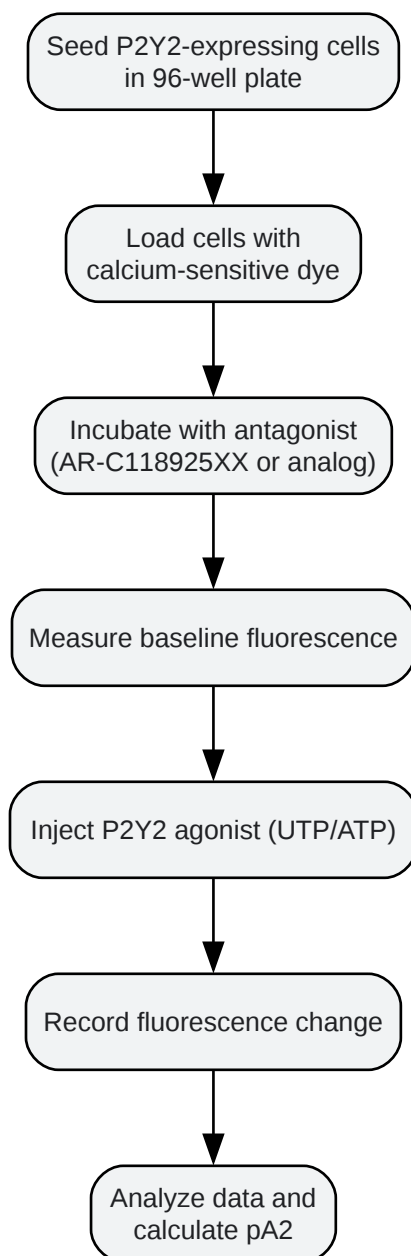 Seed P2Y2-expressing cells
in 96-well plate
Load cells with
calcium-sensitive dye
Incubate with antagonist
(AR-C118925XX or analog)
Measure baseline fluorescence
Inject P2Y2 agonist (UTP/ATP)
Record fluorescence change
Analyze data and
calculate pA2